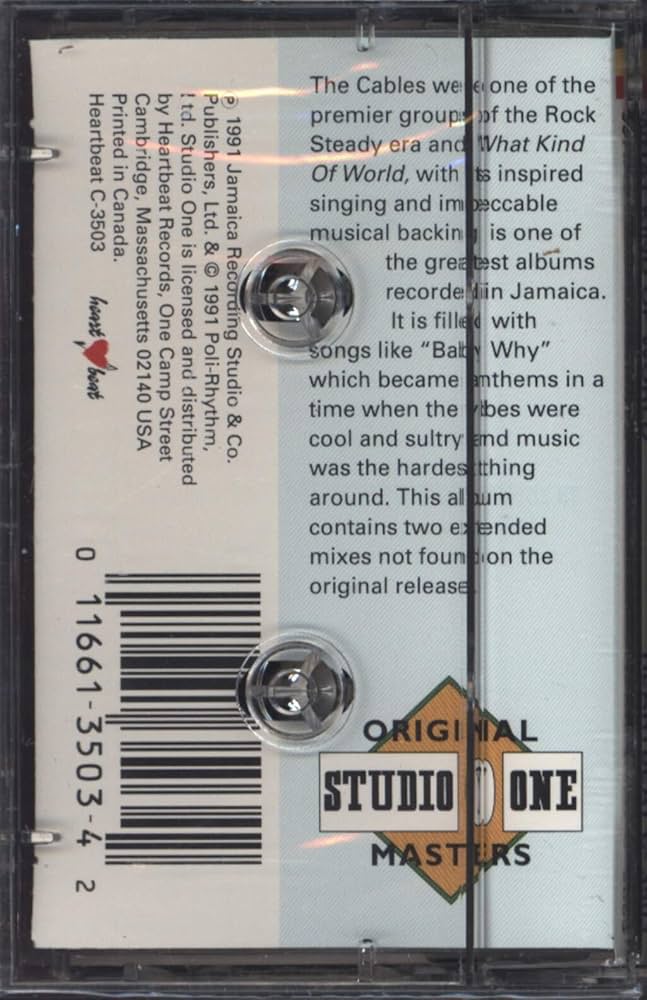 The Cables were one of the
premier groups of the Rock
Steady era and What Kind
Of World, with its inspired
singing and impeccable
musical backing is one of
the greatest albums
recorded in Jamaica.
It is filled with
songs like “Baby Why”
which became anthems in a
time when the vibes were
cool and sultry and music
was the hardest thing
around. This album
contains two extended
mixes not found on the
original release.
ORIGINAL
STUDIO ONE
MASTERS
℗ 1991 Jamaica Recording Studio & Co.
Publishers, Ltd. & © 1991 Poli-Rhythm,
Ltd. Studio One is licensed and distributed
by Heartbeat Records, One Camp Street
Cambridge, Massachusetts 02140 USA
Printed in Canada.
Heartbeat C-3503
heart beat
0 11661-3503-4 2